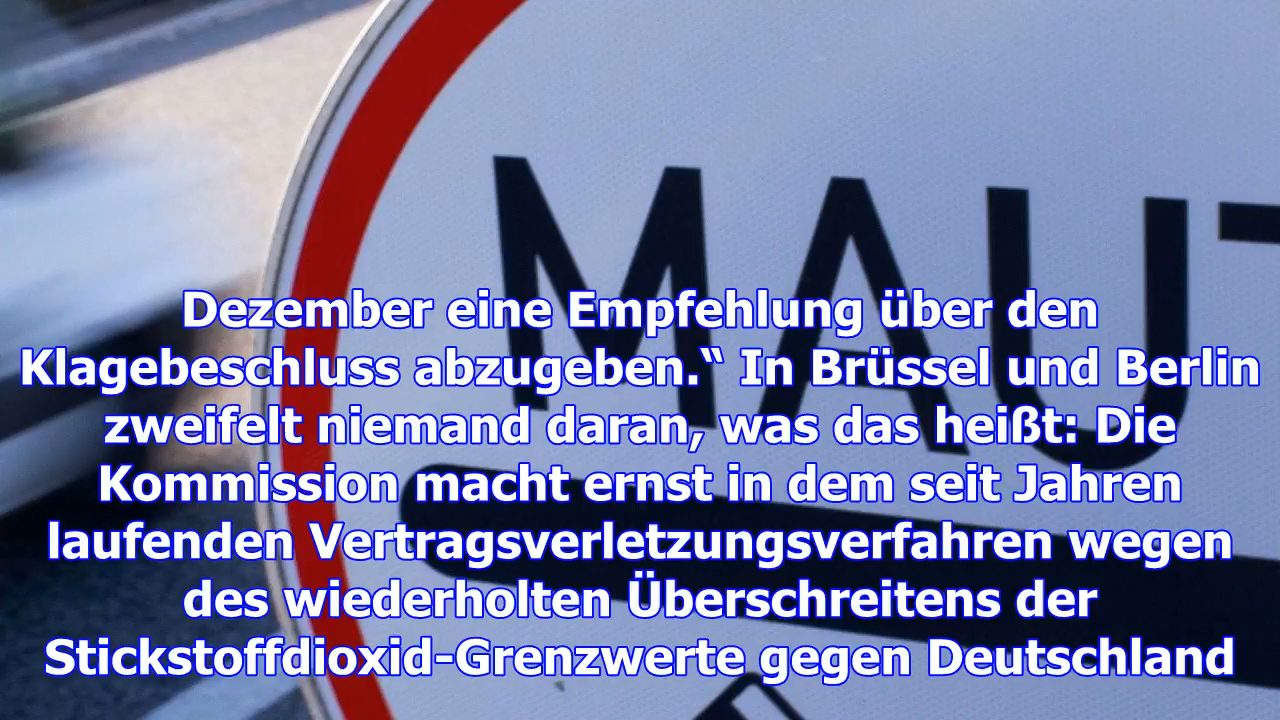 MAUT
Dezember eine Empfehlung über den
Klagebeschluss abzugeben.“ In Brüssel und Berlin
zweifelt niemand daran, was das heißt: Die
Kommission macht ernst in dem seit Jahren
laufenden Vertragsverletzungsverfahren wegen
des wiederholten Überschreitens der
Stickstoffdioxid-Grenzwerte gegen Deutschland